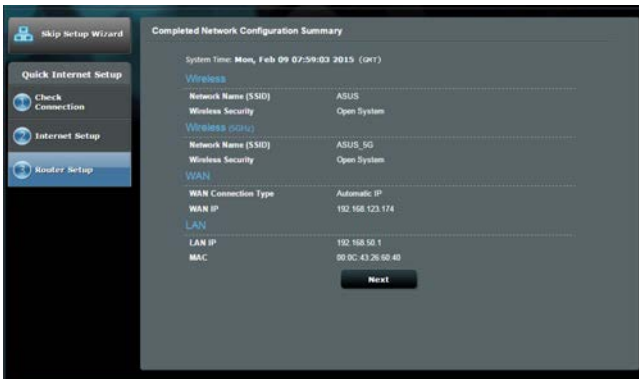 Skip Setup Wizard
Quick Internet Setup
1 Check
Connection
2 Internet Setup
3 Router Setup
Completed Network Configuration Summary
System Time: Mon, Feb 09 07:59:03 2015 (GMT)
Wireless
Network Name (SSID) ASUS
Wireless Security Open System
Wireless (5GHz)
Network Name (SSID) ASUS_5G
Wireless Security Open System
WAN
WAN Connection Type Automatic IP
WAN IP 192.168.123.174
LAN
LAN IP 192.168.50.1
MAC 00:0C:43:26:60:40
Next